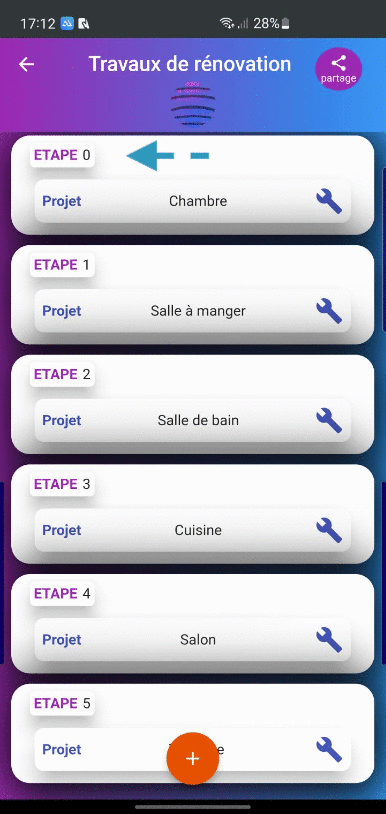 17:12 28%
Travaux de rénovation
partage
ETAPE 0
Projet Chambre
ETAPE 1
Projet Salle à manger
ETAPE 2
Projet Salle de bain
ETAPE 3
Projet Cuisine
ETAPE 4
Projet Salon
ETAPE 5
Projet
+